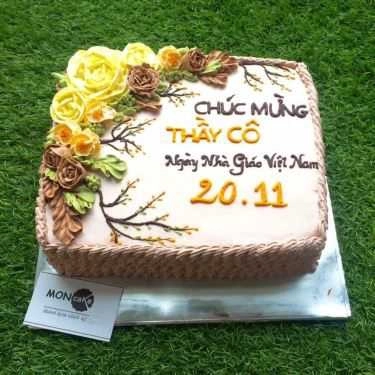 CHÚC MỪNG
THẦY CÔ
Ngày Nhà Giáo Việt Nam
20.11
MON cake